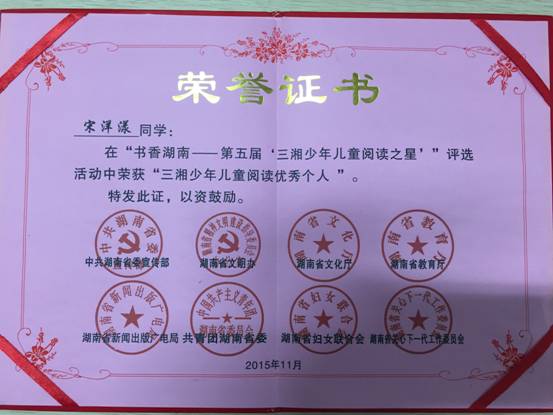 荣誉证书
宋洋漾 同学：
在“书香湖南——第五届‘三湘少年儿童阅读之星’”评选
活动中荣获“三湘少年儿童阅读优秀个人”。
特发此证，以资鼓励。
中共湖南省委宣传部 湖南省文明办 湖南省文化厅 湖南省教育厅
湖南省新闻出版广电局 共青团湖南省委 湖南省妇女联合会 湖南省关心下一代工作委员会
2015年11月